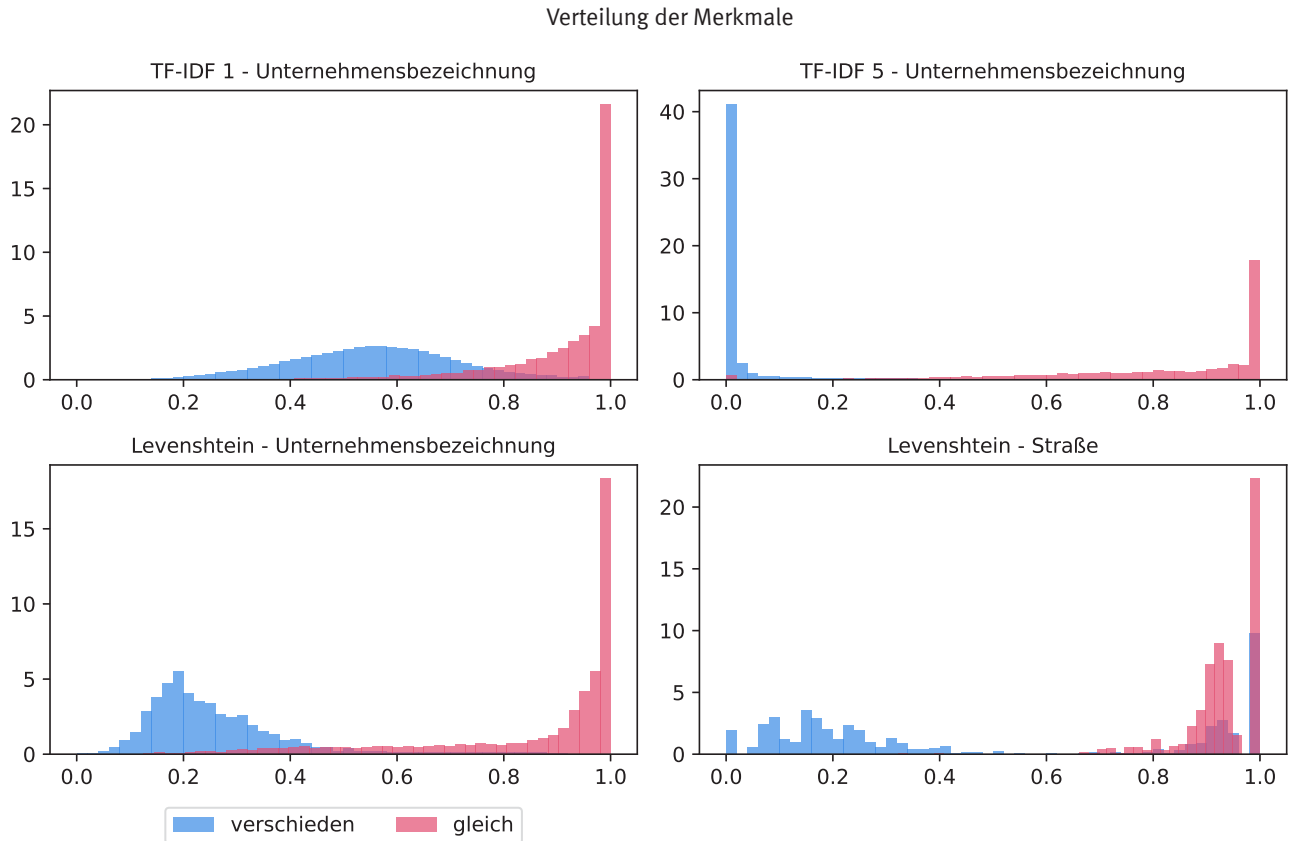 Verteilung der Merkmale
TF-IDF 1 - Unternehmensbezeichnung
20
15
10
5
0
0.0 0.2 0.4 0.6 0.8 1.0
TF-IDF 5 - Unternehmensbezeichnung
40
30
20
10
0
0.0 0.2 0.4 0.6 0.8 1.0
Levenshtein - Unternehmensbezeichnung
15
10
5
0
0.0 0.2 0.4 0.6 0.8 1.0
Levenshtein - Straße
20
15
10
5
0
0.0 0.2 0.4 0.6 0.8 1.0
verschieden gleich